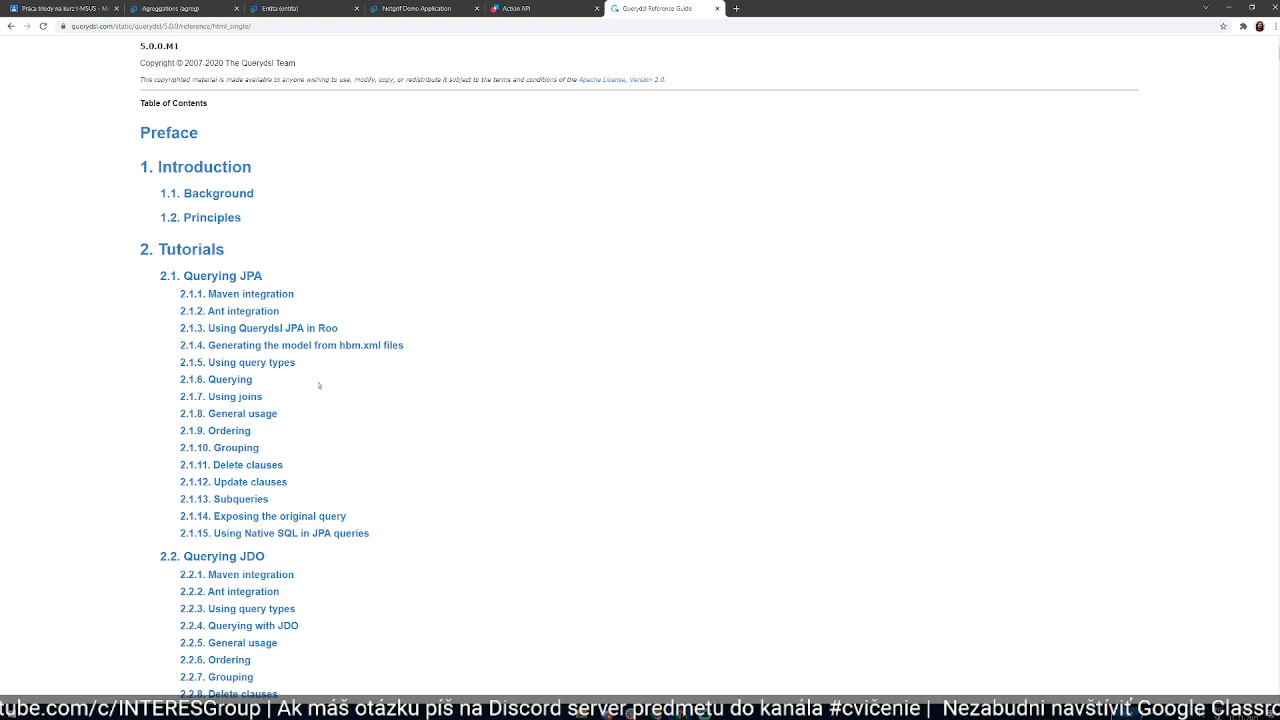 Práca triedy na kurz I-MSUS - M
Agreggations (agreg)
Entita (entita)
Netgrif Demo Application
Action API
Querydsl Reference Guide
querydsl.com/static/querydsl/5.0.0/reference/html_single/
5.0.0.M1
Copyright © 2007-2020 The Querydsl Team
This copyrighted material is made available to anyone wishing to use, modify, copy, or redistribute it subject to the terms and conditions of the Apache License, Version 2.0.
Table of Contents
Preface
1. Introduction
1.1. Background
1.2. Principles
2. Tutorials
2.1. Querying JPA
2.1.1. Maven integration
2.1.2. Ant integration
2.1.3. Using Querydsl JPA in Roo
2.1.4. Generating the model from hbm.xml files
2.1.5. Using query types
2.1.6. Querying
2.1.7. Using joins
2.1.8. General usage
2.1.9. Ordering
2.1.10. Grouping
2.1.11. Delete clauses
2.1.12. Update clauses
2.1.13. Subqueries
2.1.14. Exposing the original query
2.1.15. Using Native SQL in JPA queries
2.2. Querying JDO
2.2.1. Maven integration
2.2.2. Ant integration
2.2.3. Using query types
2.2.4. Querying with JDO
2.2.5. General usage
2.2.6. Ordering
2.2.7. Grouping
2.2.8. Delete clauses
tube.com/c/INTERESGroup | Ak máš otázku píš na Discord server predmetu do kanála #cvičenie | Nezabudni navštíviť Google Class